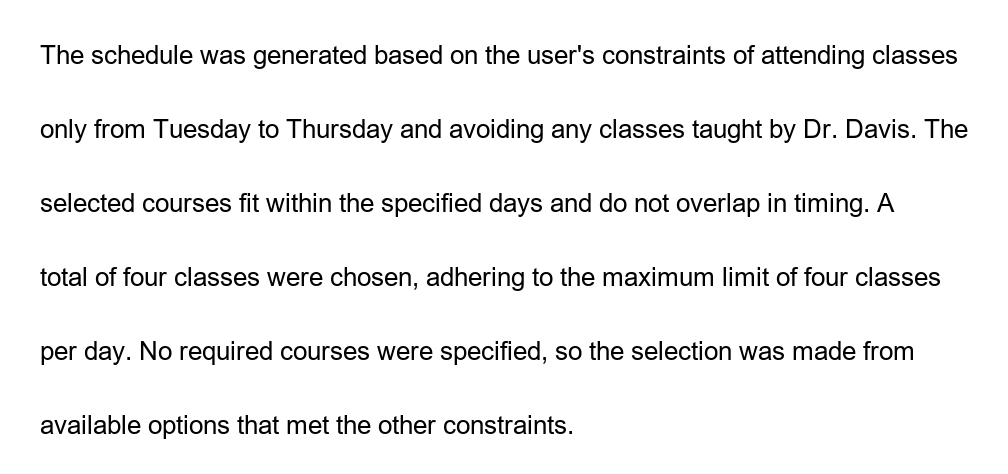 The schedule was generated based on the user's constraints of attending classes
only from Tuesday to Thursday and avoiding any classes taught by Dr. Davis. The
selected courses fit within the specified days and do not overlap in timing. A
total of four classes were chosen, adhering to the maximum limit of four classes
per day. No required courses were specified, so the selection was made from
available options that met the other constraints.